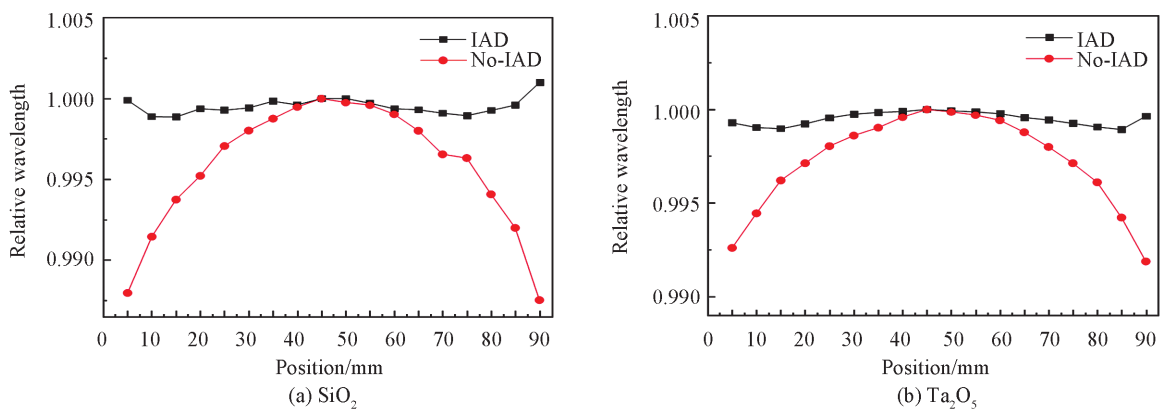 1.005
1.000
0.995
0.990
Relative wavelength
IAD
No-IAD
0 10 20 30 40 50 60 70 80 90
Position/mm
(a) SiO₂
1.005
1.000
0.995
0.990
Relative wavelength
IAD
No-IAD
0 10 20 30 40 50 60 70 80 90
Position/mm
(b) Ta₂O₅